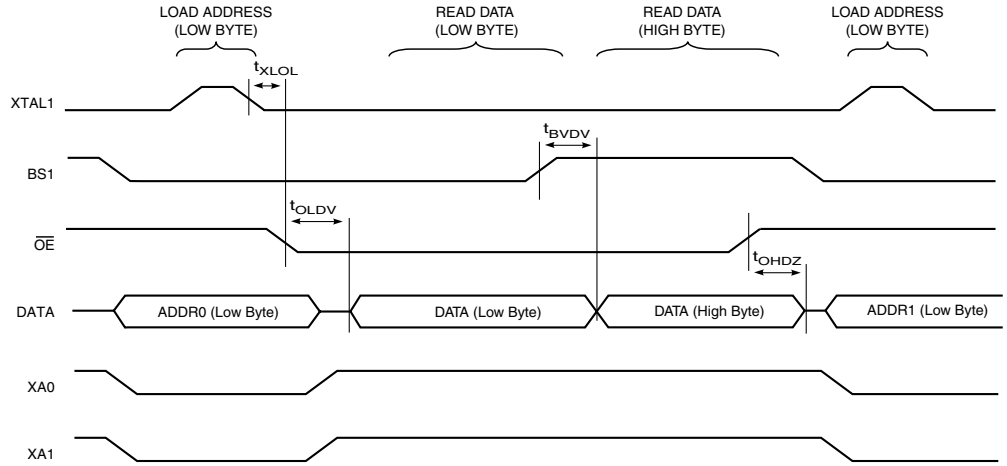 LOAD ADDRESS
(LOW BYTE)
READ DATA
(LOW BYTE)
READ DATA
(HIGH BYTE)
LOAD ADDRESS
(LOW BYTE)
tXLOL
XTAL1
tBVDV
BS1
tOLDV
OE
tOHDZ
DATA
ADDR0 (Low Byte)
DATA (Low Byte)
DATA (High Byte)
ADDR1 (Low Byte)
XA0
XA1